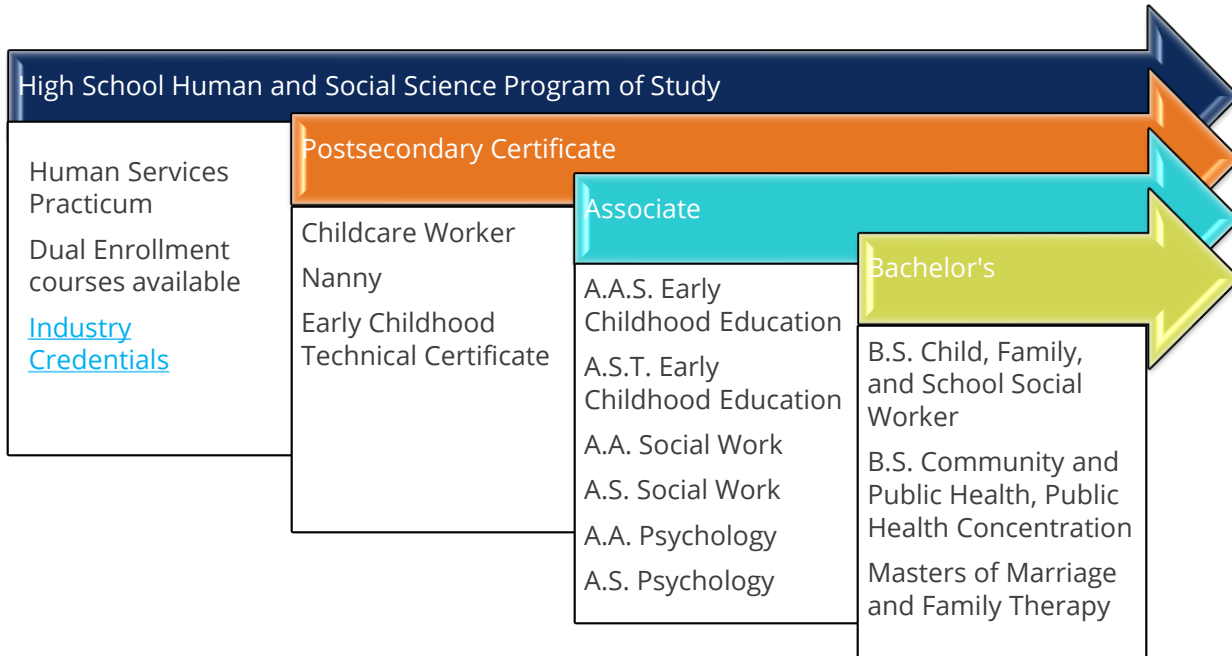 High School Human and Social Science Program of Study
Human Services
Practicum
Dual Enrollment
courses available
Industry
Credentials
Postsecondary Certificate
Childcare Worker
Nanny
Early Childhood
Technical Certificate
Associate
A.A.S. Early
Childhood Education
A.S.T. Early
Childhood Education
A.A. Social Work
A.S. Social Work
A.A. Psychology
A.S. Psychology
Bachelor's
B.S. Child, Family,
and School Social
Worker
B.S. Community and
Public Health, Public
Health Concentration
Masters of Marriage
and Family Therapy